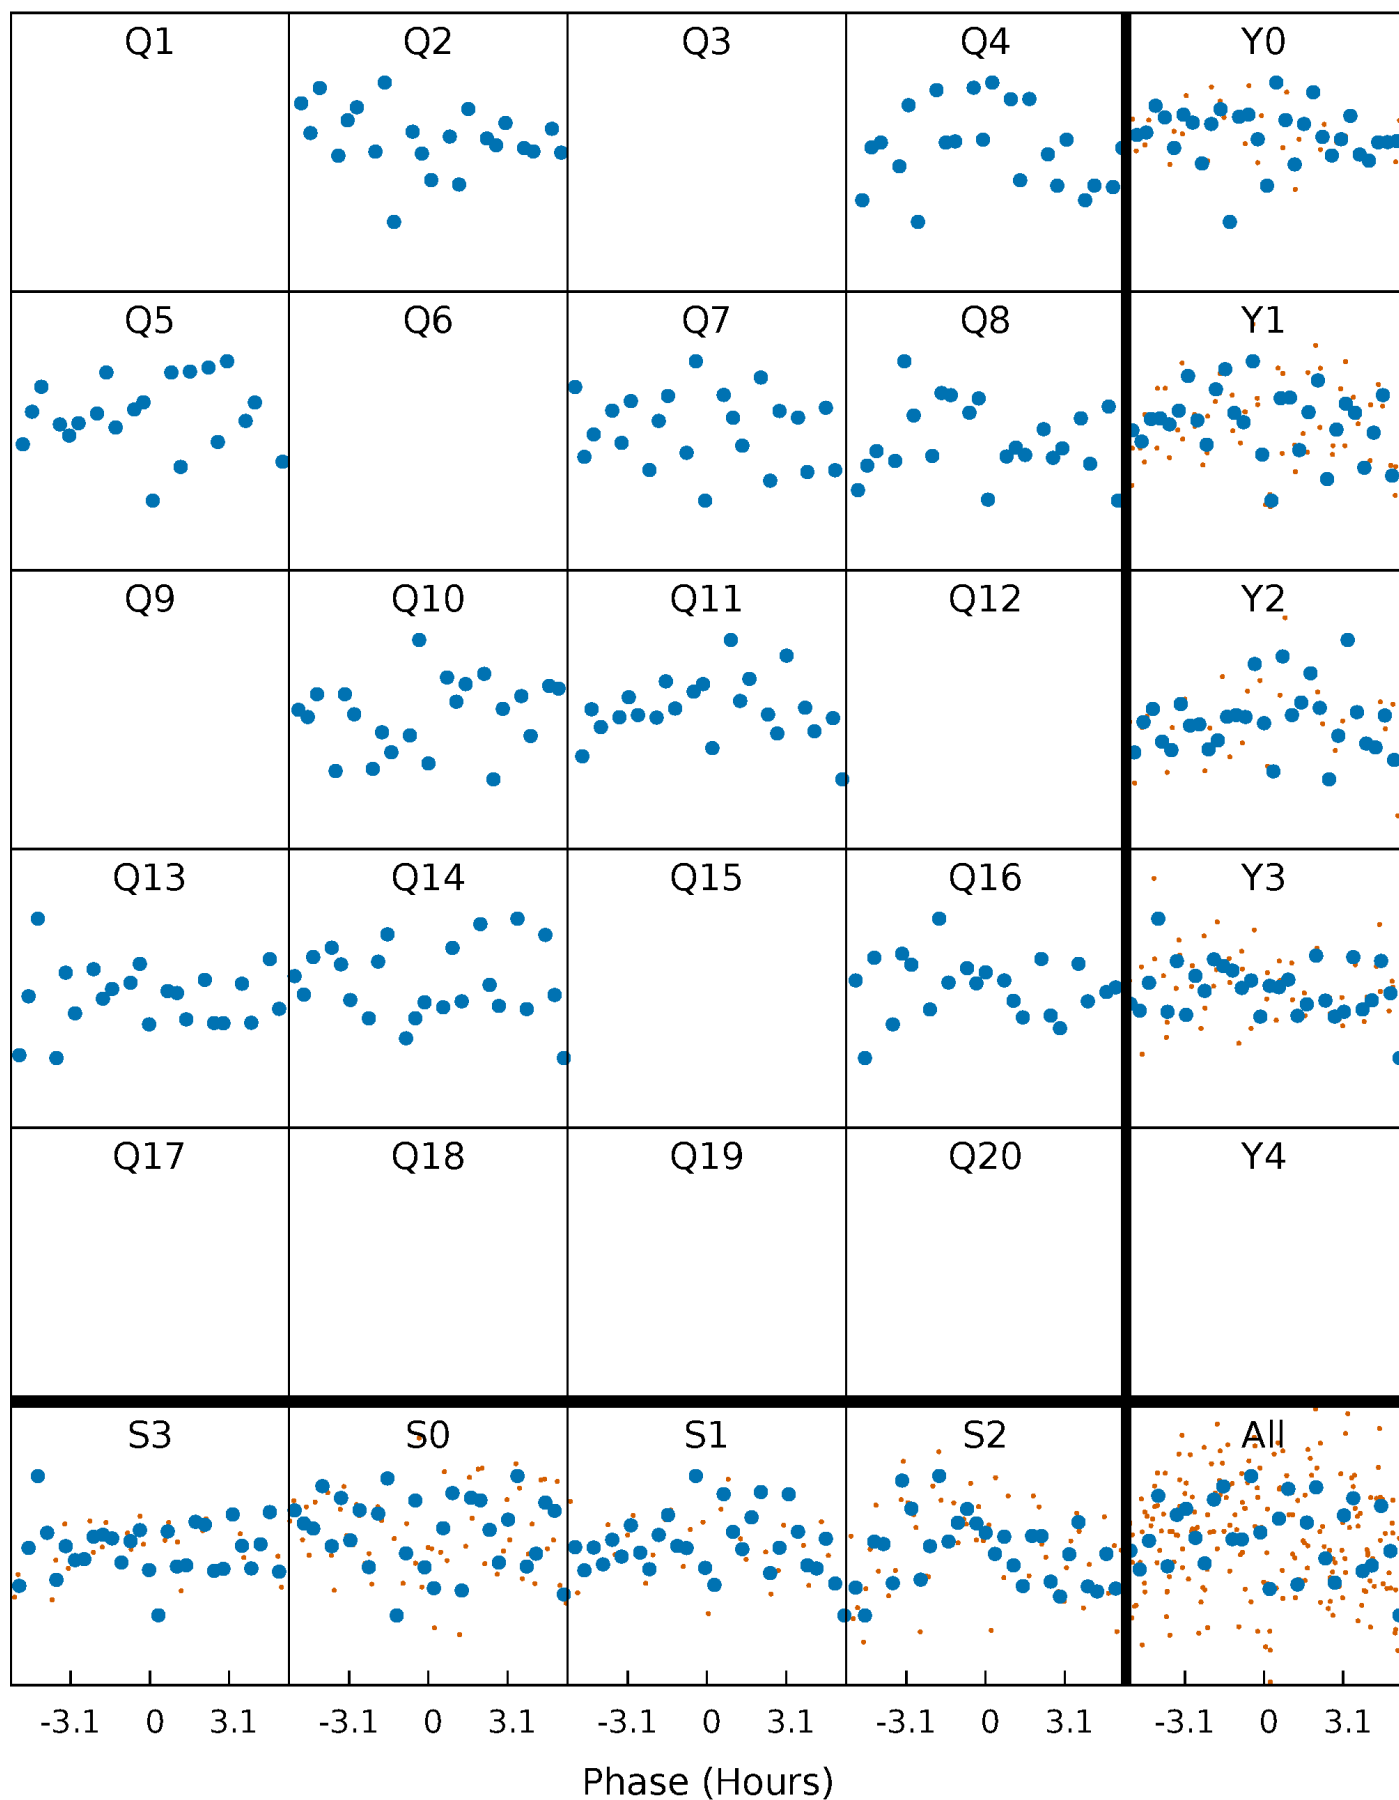 Q1 Q2 Q3 Q4 Y0
Q5 Q6 Q7 Q8 Y1
Q9 Q10 Q11 Q12 Y2
Q13 Q14 Q15 Q16 Y3
Q17 Q18 Q19 Q20 Y4
S3 S0 S1 S2 All
-3.1 0 3.1 -3.1 0 3.1 -3.1 0 3.1 -3.1 0 3.1 -3.1 0 3.1
Phase (Hours)